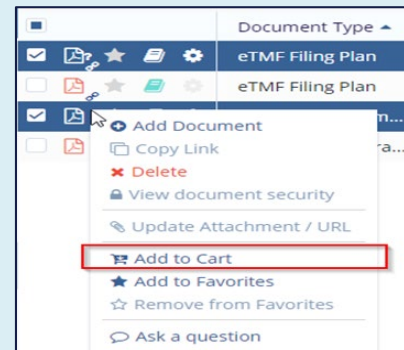 Document Type
eTMF Filing Plan
eTMF Filing Plan
Add Document
Copy Link
Delete
View document security
Update Attachment / URL
Add to Cart
Add to Favorites
Remove from Favorites
Ask a question